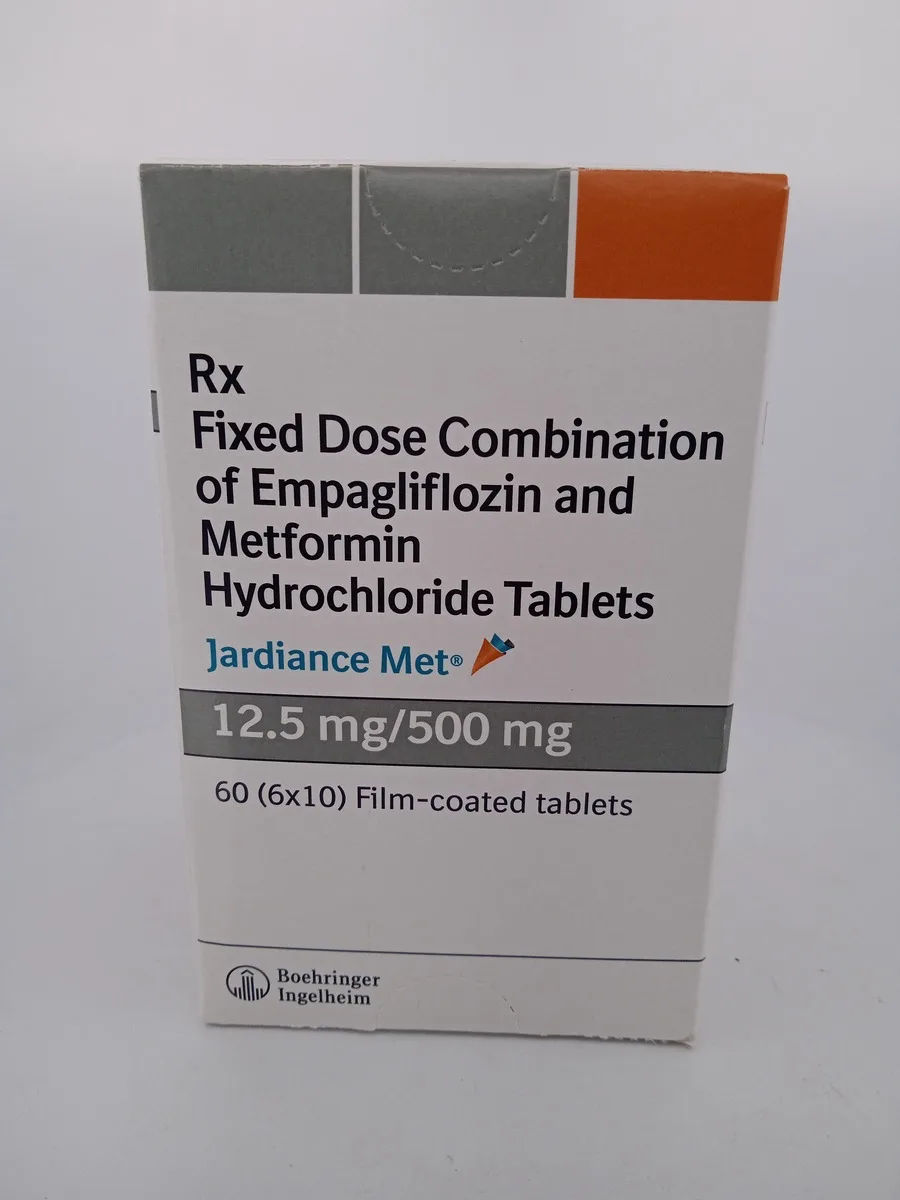 Rx
Fixed Dose Combination
of Empagliflozin and
Metformin
Hydrochloride Tablets
Jardiance Met®
12.5 mg/500 mg
60 (6x10) Film-coated tablets
Boehringer
Ingelheim